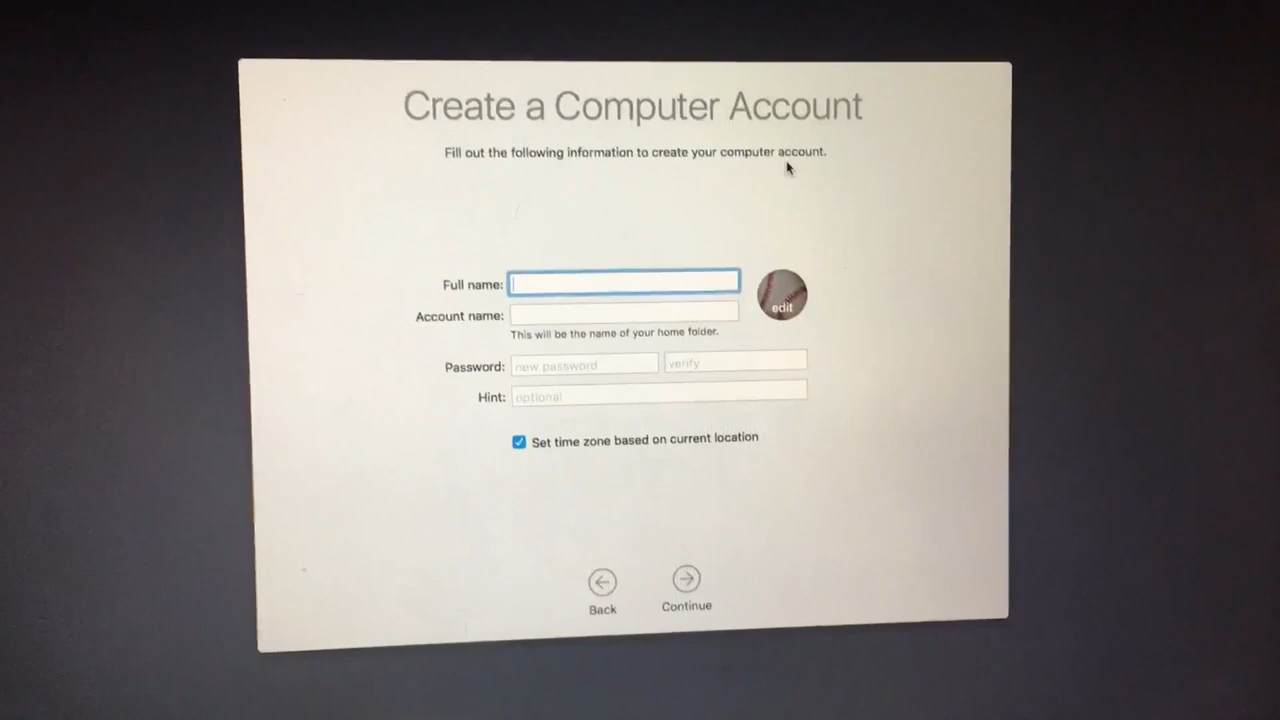 Create a Computer Account
Fill out the following information to create your computer account.
Full name:
edit
Account name:
This will be the name of your home folder.
Password: new password verify
Hint: optional
Set time zone based on current location
Back Continue